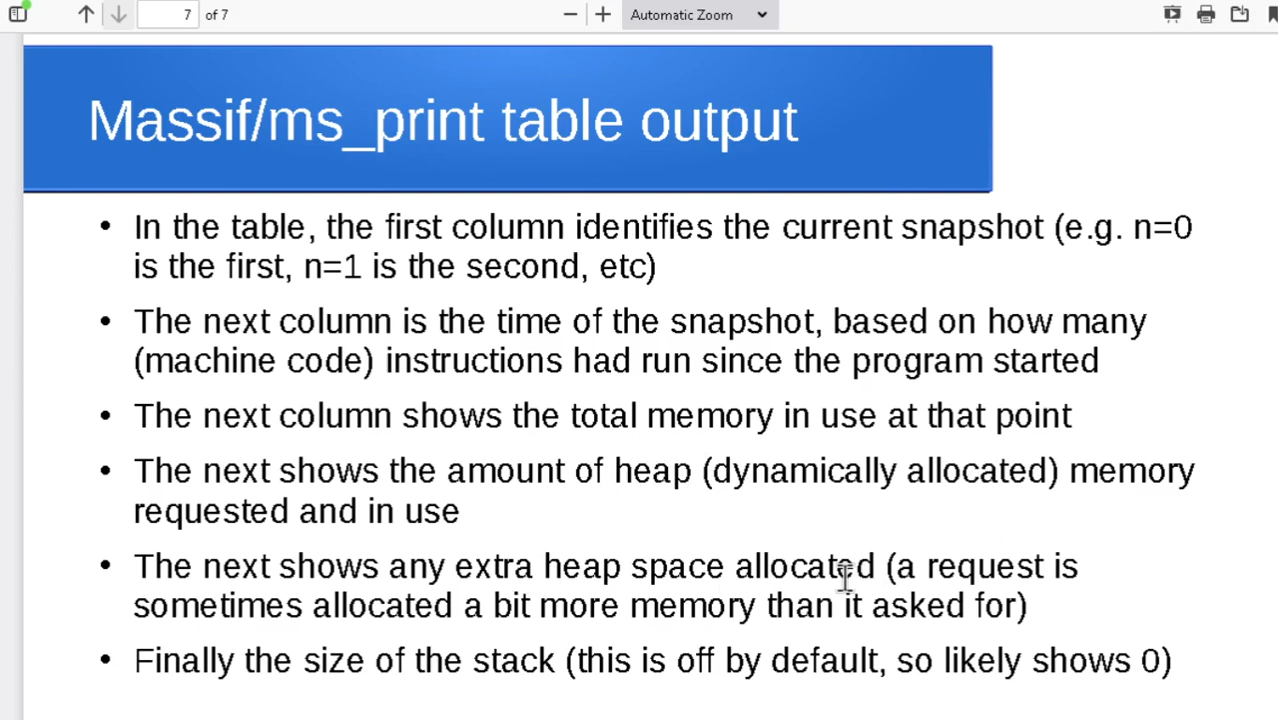 7 of 7 Automatic Zoom
Massif/ms_print table output
• In the table, the first column identifies the current snapshot (e.g. n=0
is the first, n=1 is the second, etc)
• The next column is the time of the snapshot, based on how many
(machine code) instructions had run since the program started
• The next column shows the total memory in use at that point
• The next shows the amount of heap (dynamically allocated) memory
requested and in use
• The next shows any extra heap space allocated (a request is
sometimes allocated a bit more memory than it asked for)
• Finally the size of the stack (this is off by default, so likely shows 0)